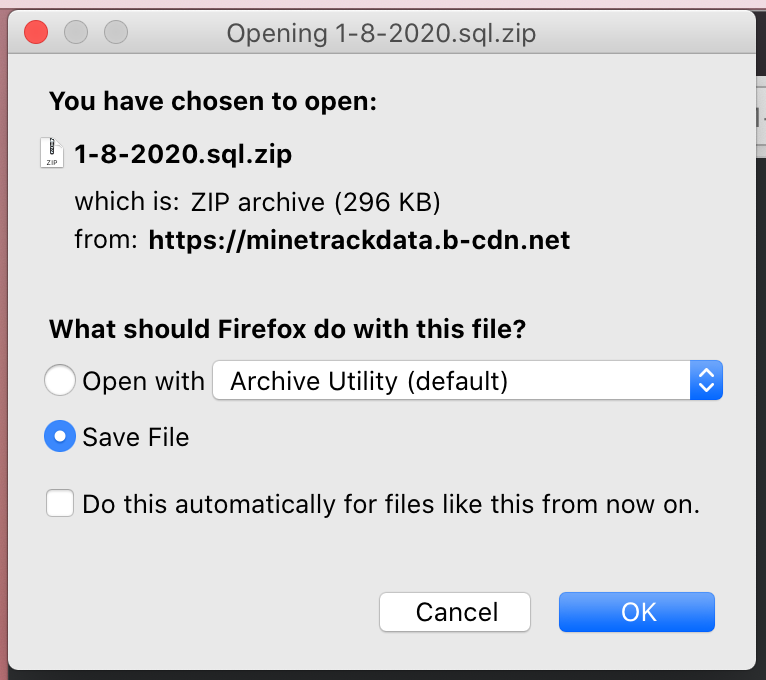 Opening 1-8-2020.sql.zip
You have chosen to open:
ZIP
1-8-2020.sql.zip
which is: ZIP archive (296 KB)
from: https://minetrackdata.b-cdn.net
What should Firefox do with this file?
Open with Archive Utility (default)
Save File
Do this automatically for files like this from now on.
Cancel OK